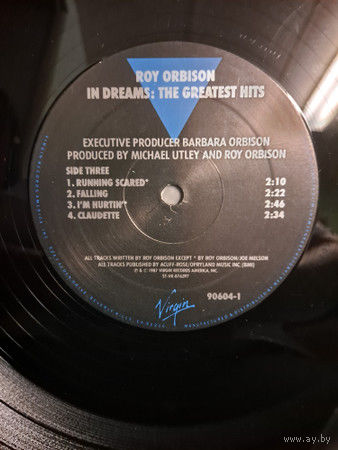 ROY ORBISON
IN DREAMS: THE GREATEST HITS
EXECUTIVE PRODUCER BARBARA ORBISON
PRODUCED BY MICHAEL UTLEY AND ROY ORBISON
SIDE THREE
1. RUNNING SCARED* 2:10
2. FALLING 2:22
3. I'M HURTIN'* 2:46
4. CLAUDETTE 2:34
ALL TRACKS WRITTEN BY ROY ORBISON EXCEPT * BY ROY ORBISON/JOE MELSON
ALL TRACKS PUBLISHED BY ACUFF-ROSE/OPRYLAND MUSIC INC (BMI)
℗ & © 1987 VIRGIN RECORDS AMERICA, INC.
90604-1
Virgin
www.ay.by